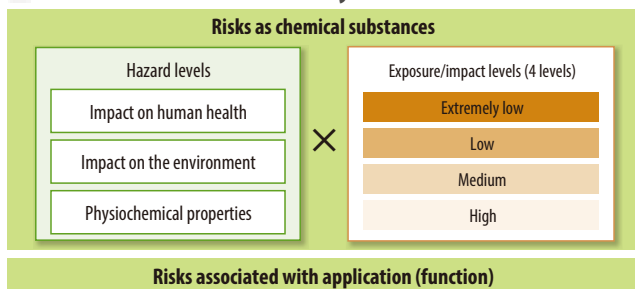 Risks as chemical substances
Hazard levels
Impact on human health
Impact on the environment
Physiochemical properties
×
Exposure/impact levels (4 levels)
Extremely low
Low
Medium
High
Risks associated with application (function)